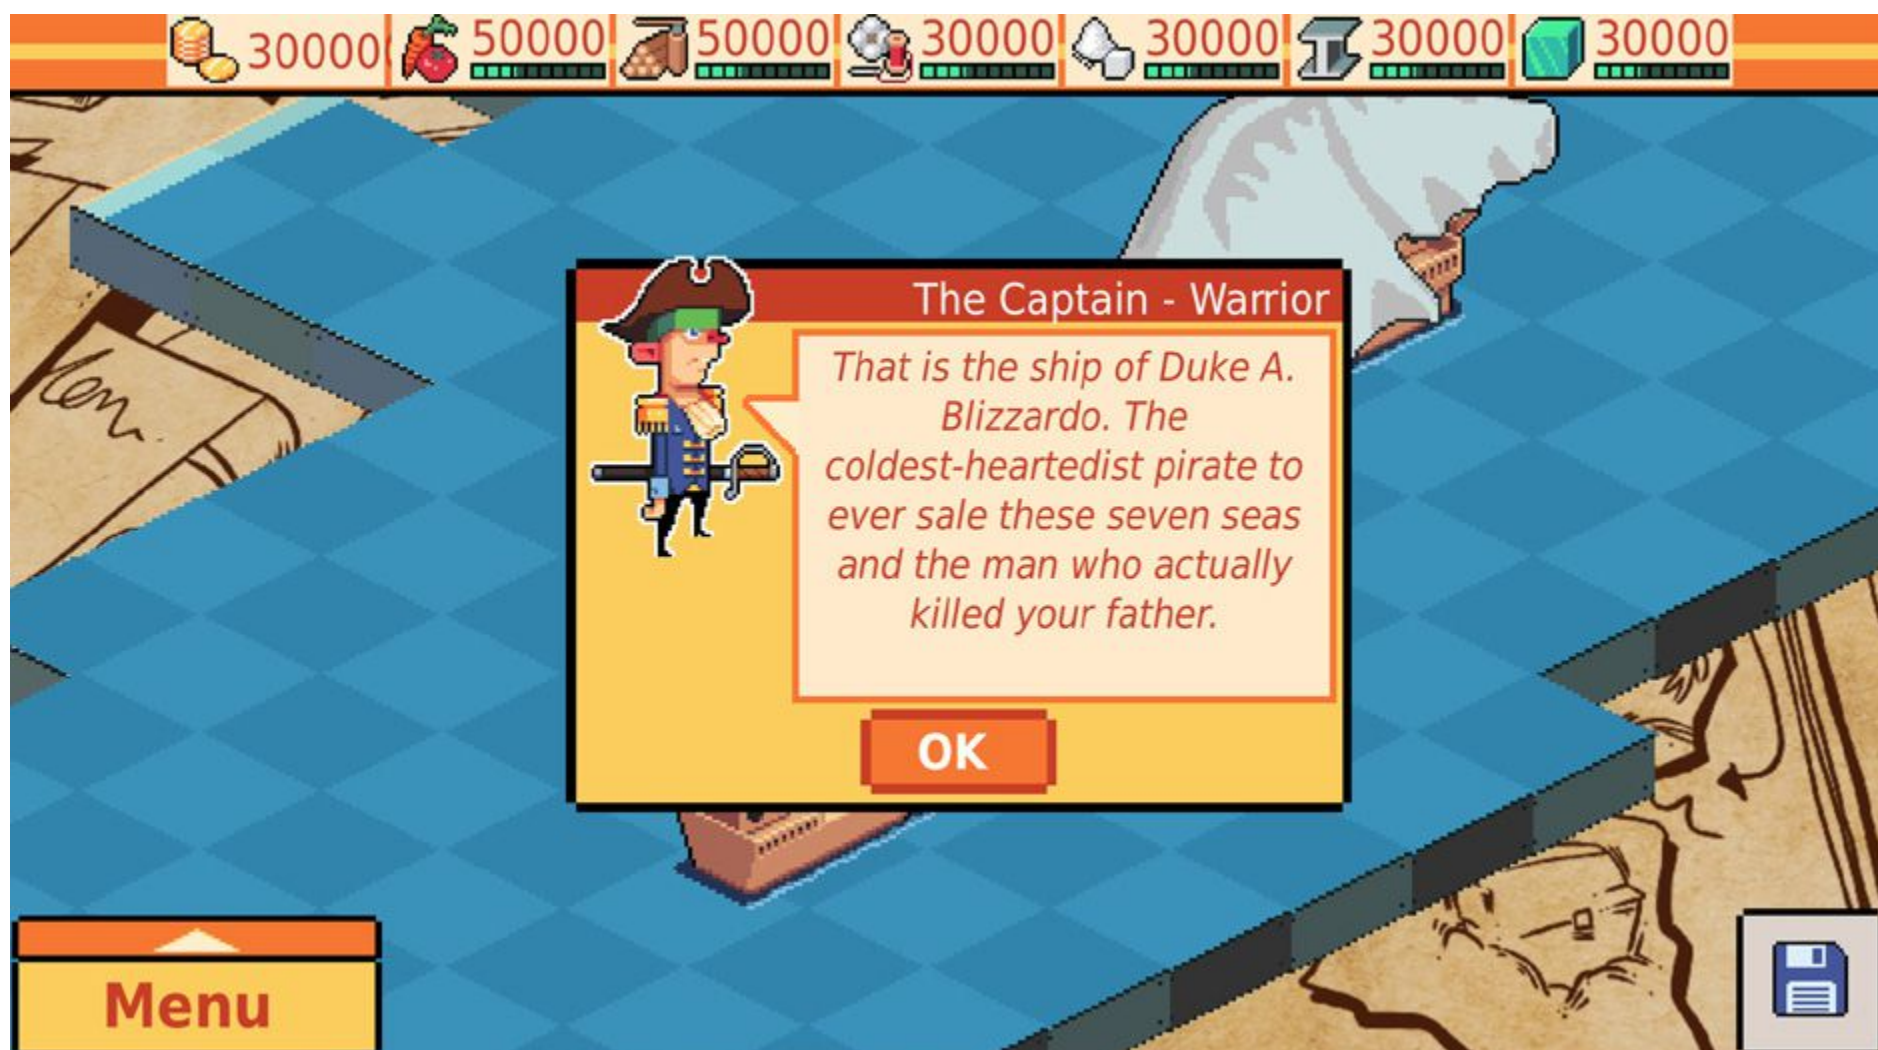 30000 50000 50000 30000 30000 30000 30000
The Captain - Warrior
That is the ship of Duke A.
Blizzardo. The
coldest-heartedist pirate to
ever sale these seven seas
and the man who actually
killed your father.
OK
Menu